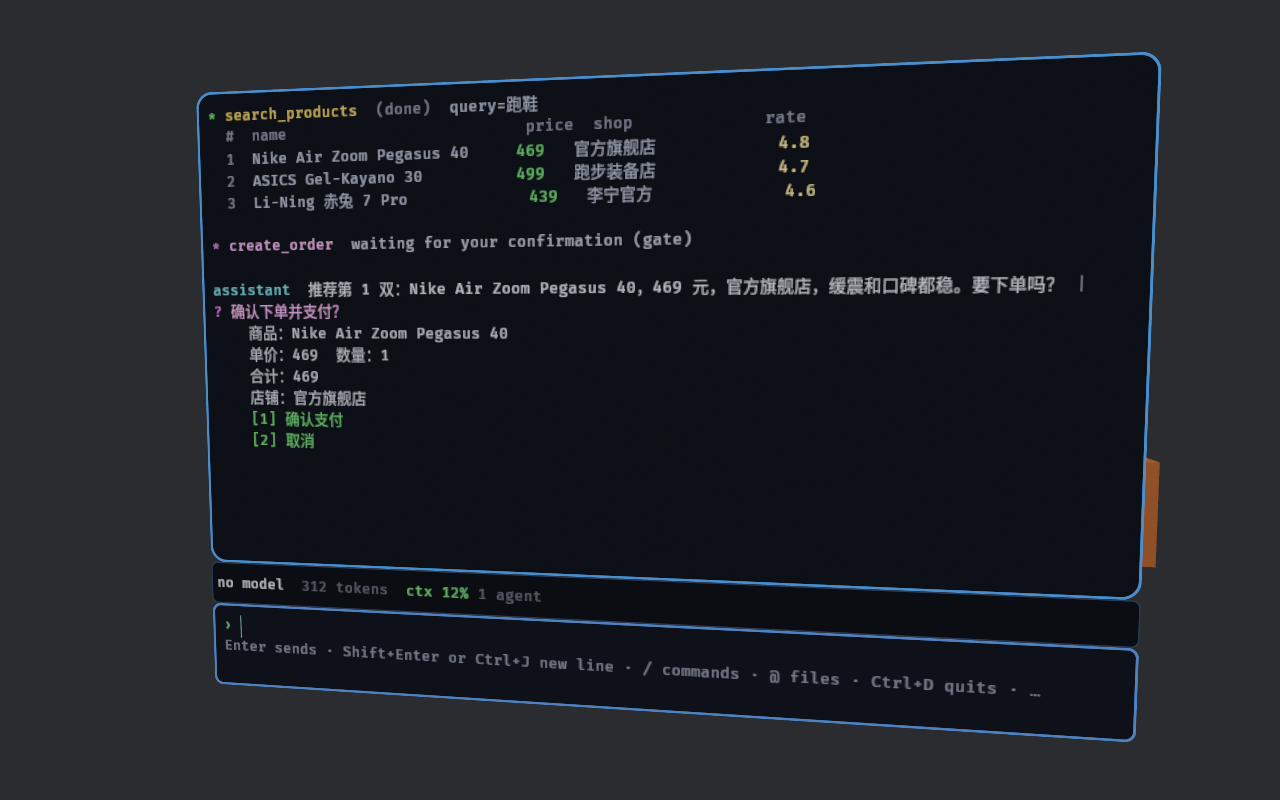 * search_products (done) query=跑鞋
# name price shop rate
1 Nike Air Zoom Pegasus 40 469 官方旗舰店 4.8
2 ASICS Gel-Kayano 30 499 跑步装备店 4.7
3 Li-Ning 赤兔 7 Pro 439 李宁官方 4.6
* create_order waiting for your confirmation (gate)
assistant 推荐第 1 双：Nike Air Zoom Pegasus 40，469 元，官方旗舰店，缓震和口碑都稳。要下单吗？
? 确认下单并支付？
商品：Nike Air Zoom Pegasus 40
单价：469 数量：1
合计：469
店铺：官方旗舰店
[1] 确认支付
[2] 取消
no model 312 tokens ctx 12% 1 agent
›
Enter sends · Shift+Enter or Ctrl+J new line · / commands · @ files · Ctrl+D quits · …